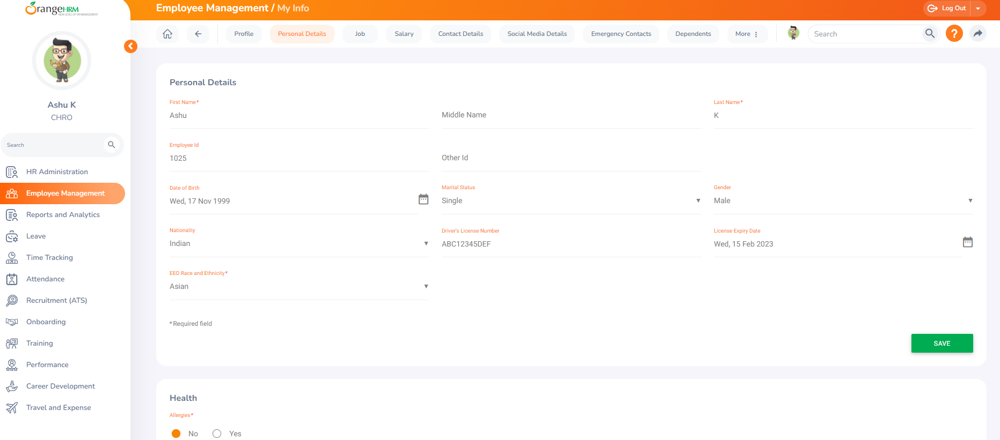 OrangeHRM
NEW LEVEL OF HR MANAGEMENT
Employee Management / My Info
Log Out
Profile
Personal Details
Job
Salary
Contact Details
Social Media Details
Emergency Contacts
Dependents
More
Search
?
Ashu K
CHRO
Search
HR Administration
Employee Management
Reports and Analytics
Leave
Time Tracking
Attendance
Recruitment (ATS)
Onboarding
Training
Performance
Career Development
Travel and Expense
Personal Details
First Name*
Ashu
Middle Name
Last Name*
K
Employee Id
1025
Other Id
Date of Birth
Wed, 17 Nov 1999
Marital Status
Single
Gender
Male
Nationality
Indian
Driver's License Number
ABC12345DEF
License Expiry Date
Wed, 15 Feb 2023
EEO Race and Ethnicity*
Asian
* Required field
SAVE
Health
Allergies*
No
Yes